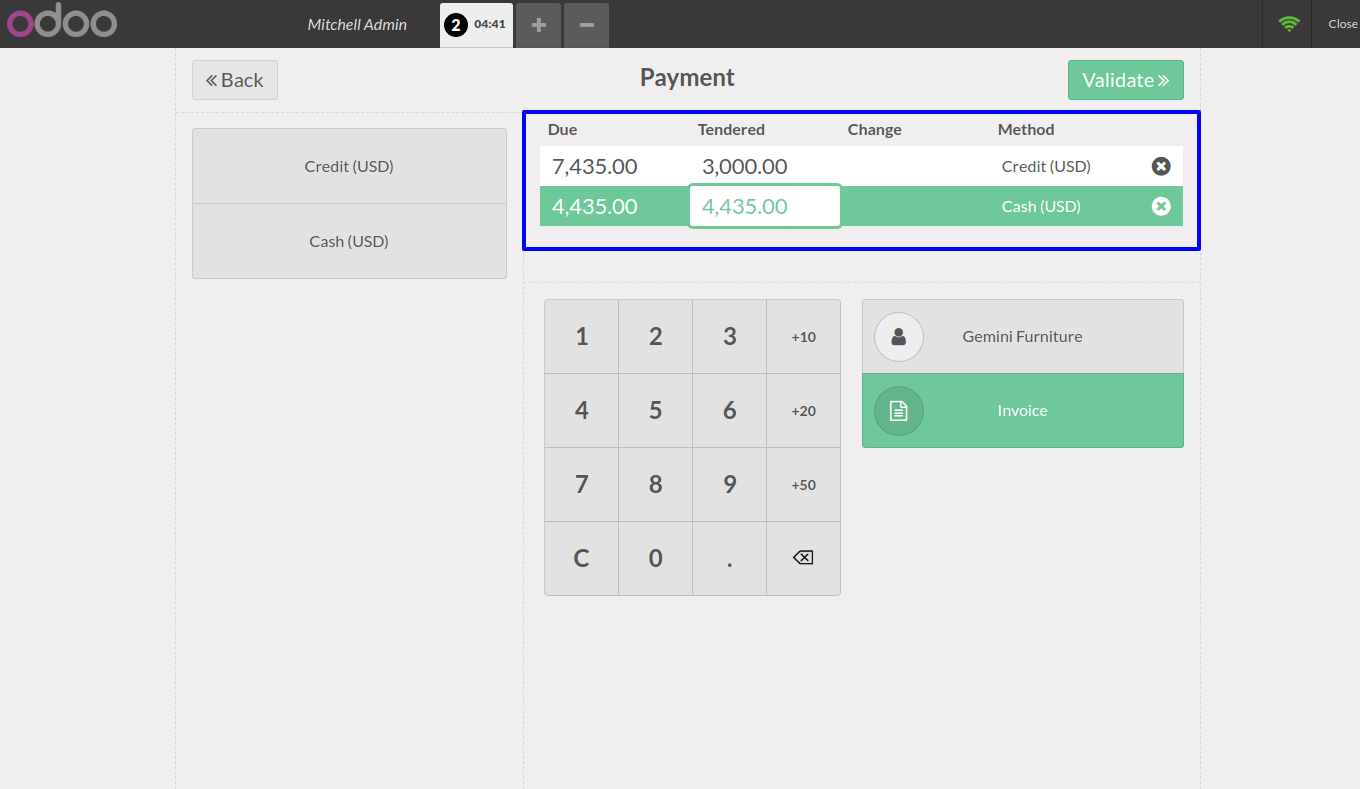 odoo Mitchell Admin 2 04:41 + − Close
Back Payment Validate
Due Tendered Change Method
7,435.00 3,000.00 Credit (USD)
4,435.00 4,435.00 Cash (USD)
Credit (USD)
Cash (USD)
1 2 3 +10
4 5 6 +20
7 8 9 +50
C 0 .
Gemini Furniture
Invoice